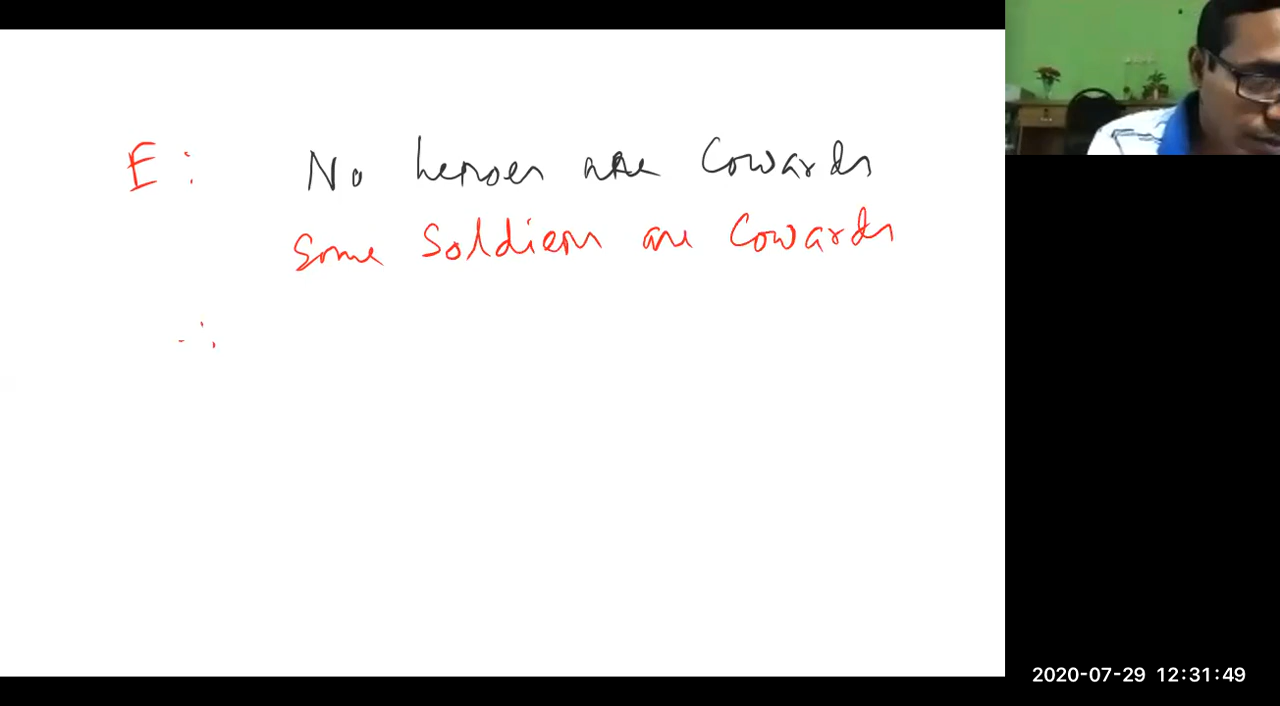 E: No heroes are Cowards
Some Soldiers are Cowards
∴
2020-07-29 12:31:49